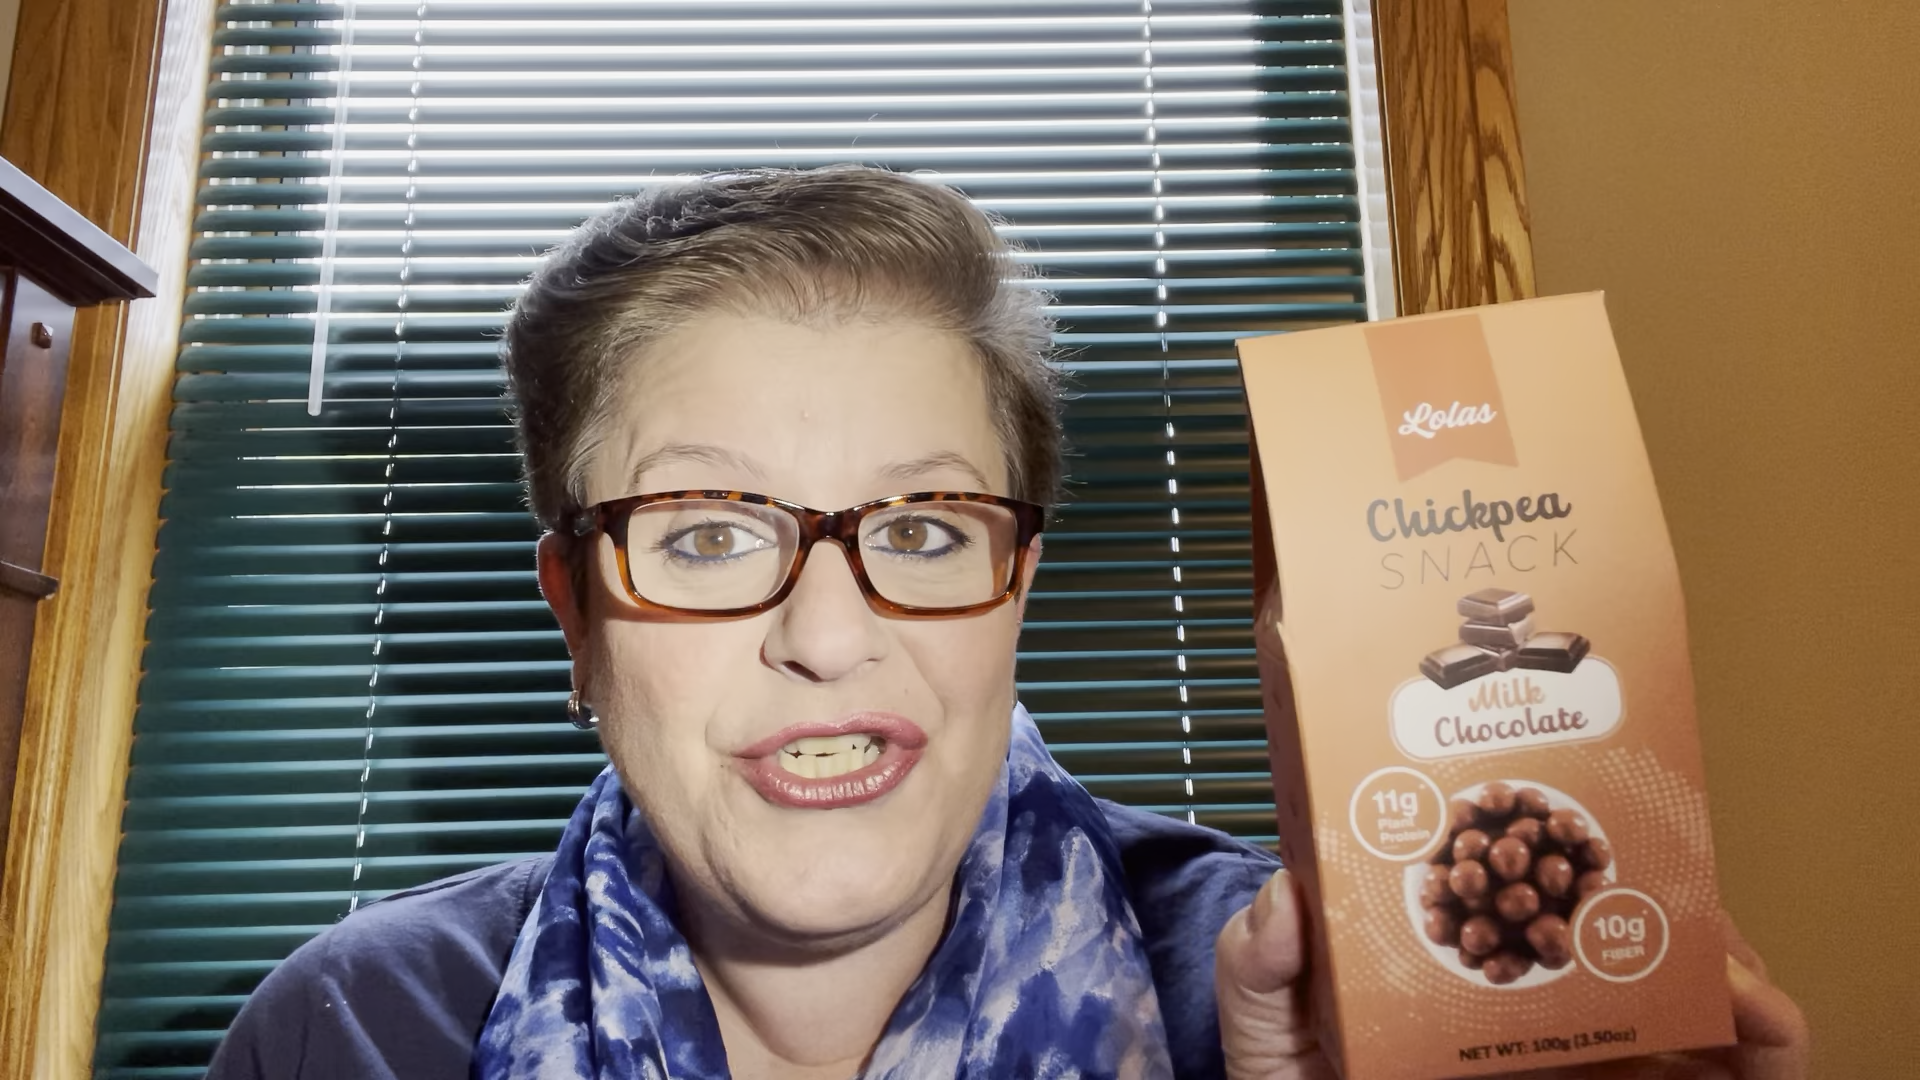 Lolas
Chickpea
SNACK
Milk
Chocolate
11g*
Plant
Protein
10g*
FIBER
NET WT: 100g (3.50oz)